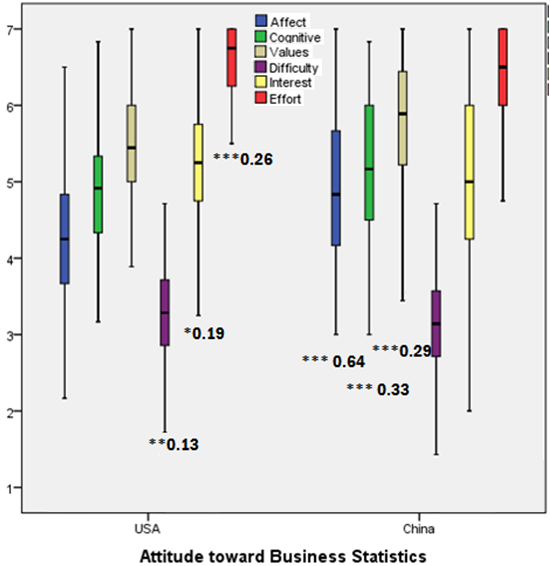 7
6
5
4
3
2
1
Affect
Cognitive
Values
Difficulty
Interest
Effort
***0.26
*0.19
**0.13
*** 0.64
***0.29
*** 0.33
USA
China
Attitude toward Business Statistics